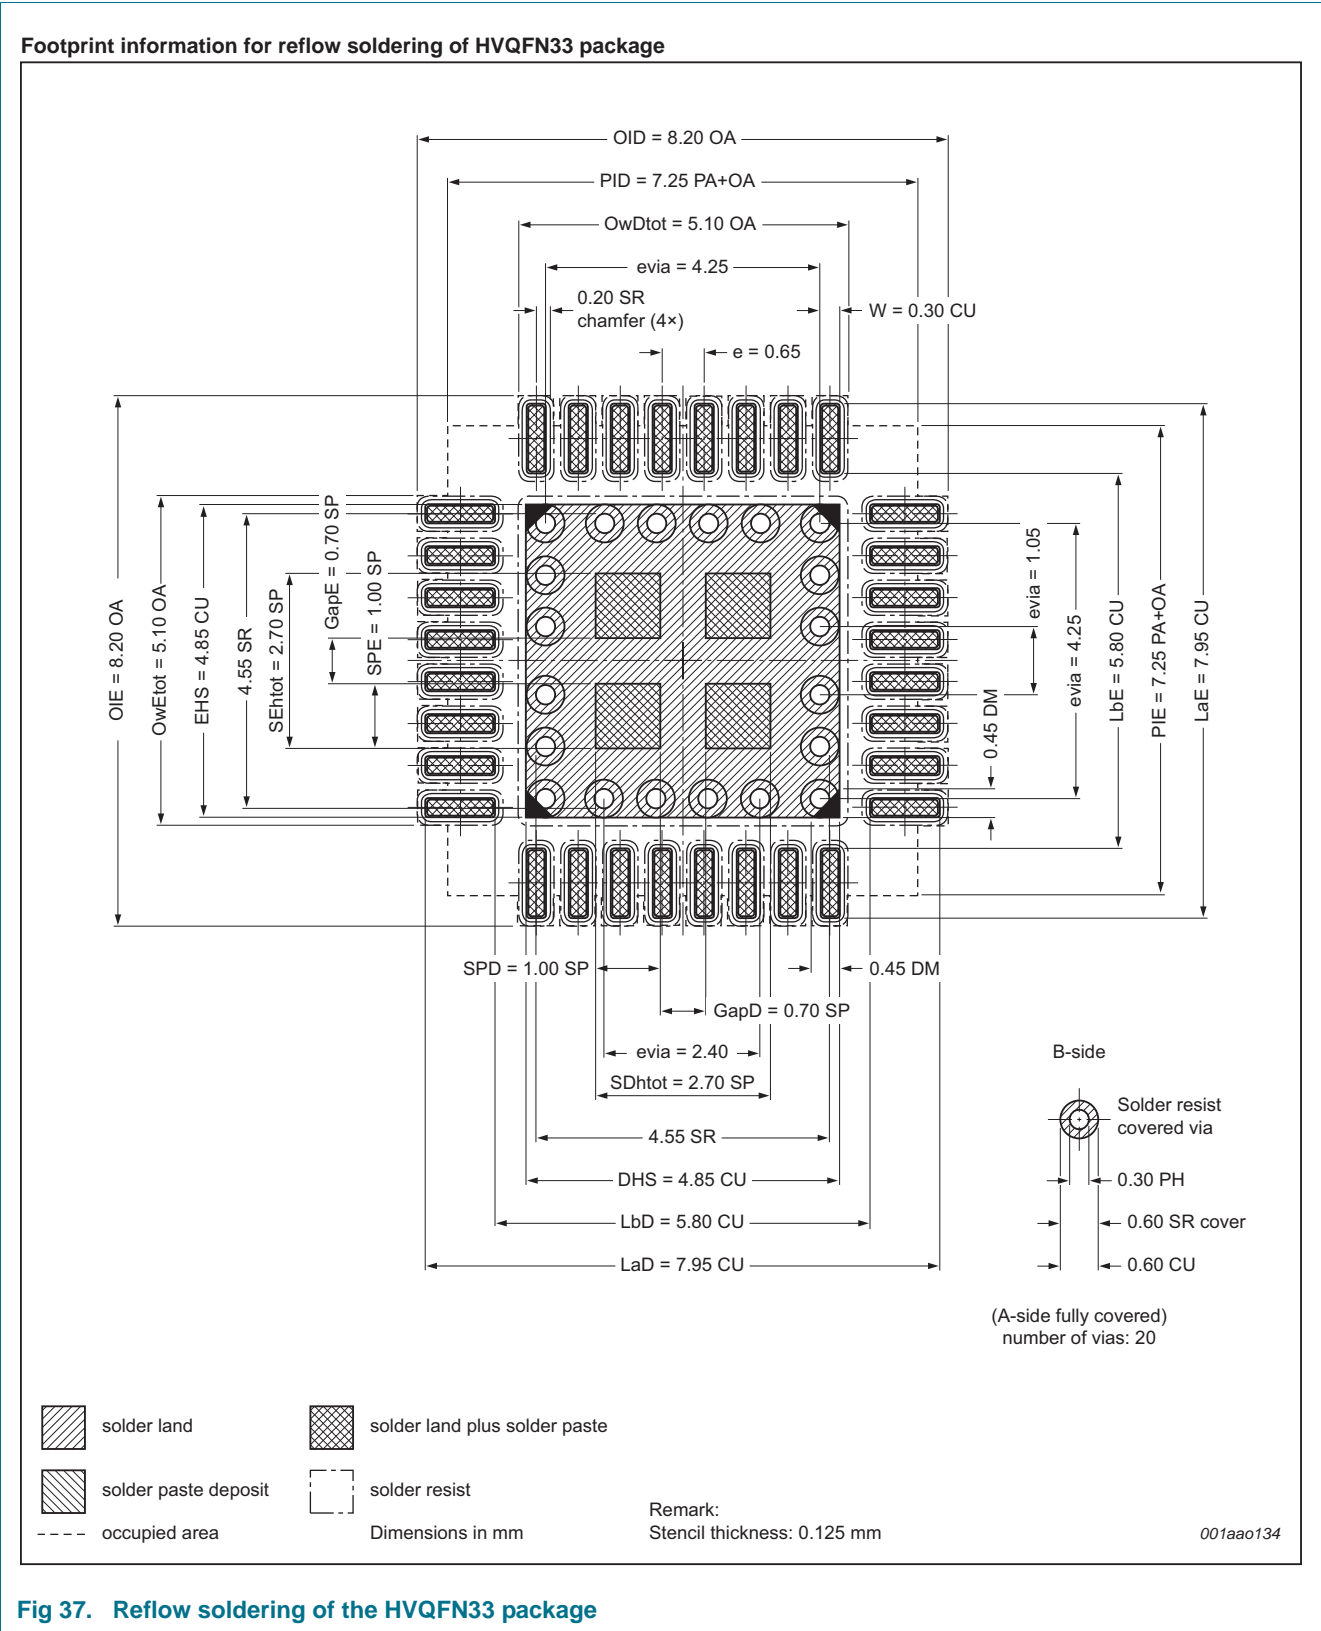 Footprint information for reflow soldering of HVQFN33 package
OID = 8.20 OA
PID = 7.25 PA+OA
OwDtot = 5.10 OA
evia = 4.25
0.20 SR
chamfer (4×)
W = 0.30 CU
e = 0.65
OIE = 8.20 OA
OwEtot = 5.10 OA
EHS = 4.85 CU
4.55 SR
SEhtot = 2.70 SP
GapE = 0.70 SP
SPE = 1.00 SP
evia = 1.05
0.45 DM
evia = 4.25
LbE = 5.80 CU
PIE = 7.25 PA+OA
LaE = 7.95 CU
SPD = 1.00 SP
0.45 DM
GapD = 0.70 SP
evia = 2.40
SDhtot = 2.70 SP
4.55 SR
DHS = 4.85 CU
LbD = 5.80 CU
LaD = 7.95 CU
B-side
Solder resist
covered via
0.30 PH
0.60 SR cover
0.60 CU
(A-side fully covered)
number of vias: 20
solder land
solder land plus solder paste
solder paste deposit
solder resist
occupied area
Dimensions in mm
Remark:
Stencil thickness: 0.125 mm
001aao134
Fig 37. Reflow soldering of the HVQFN33 package